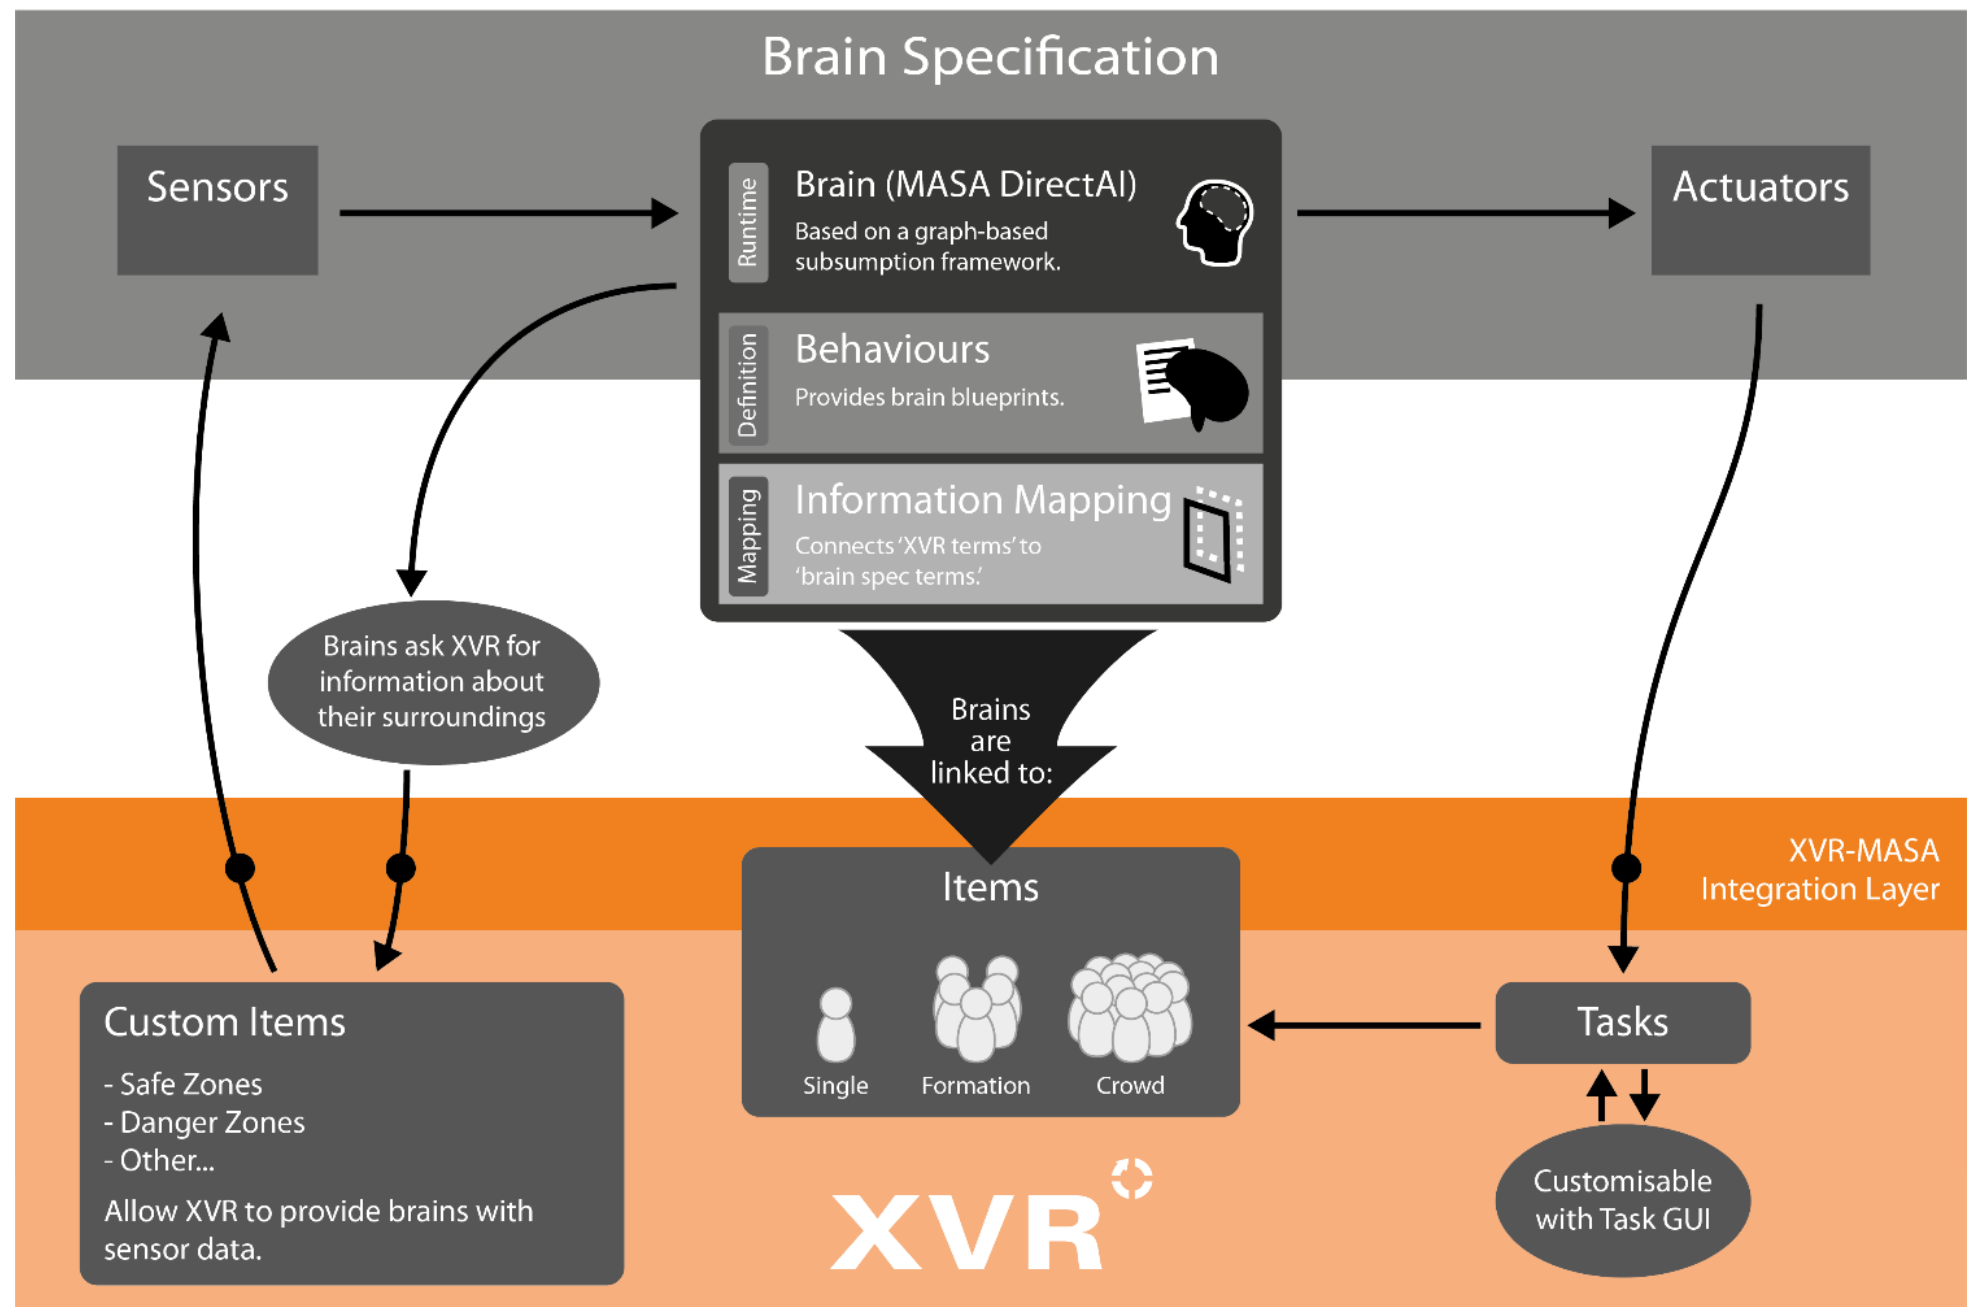 Brain Specification
Sensors
Runtime
Brain (MASA DirectAI)
Based on a graph-based
subsumption framework.
Actuators
Definition
Behaviours
Provides brain blueprints.
Mapping
Information Mapping
Connects 'XVR terms' to
'brain spec terms.'
Brains ask XVR for
information about
their surroundings
Brains
are
linked to:
XVR-MASA
Integration Layer
Items
Single
Formation
Crowd
Custom Items
- Safe Zones
- Danger Zones
- Other...
Allow XVR to provide brains with
sensor data.
Tasks
Customisable
with Task GUI
XVR